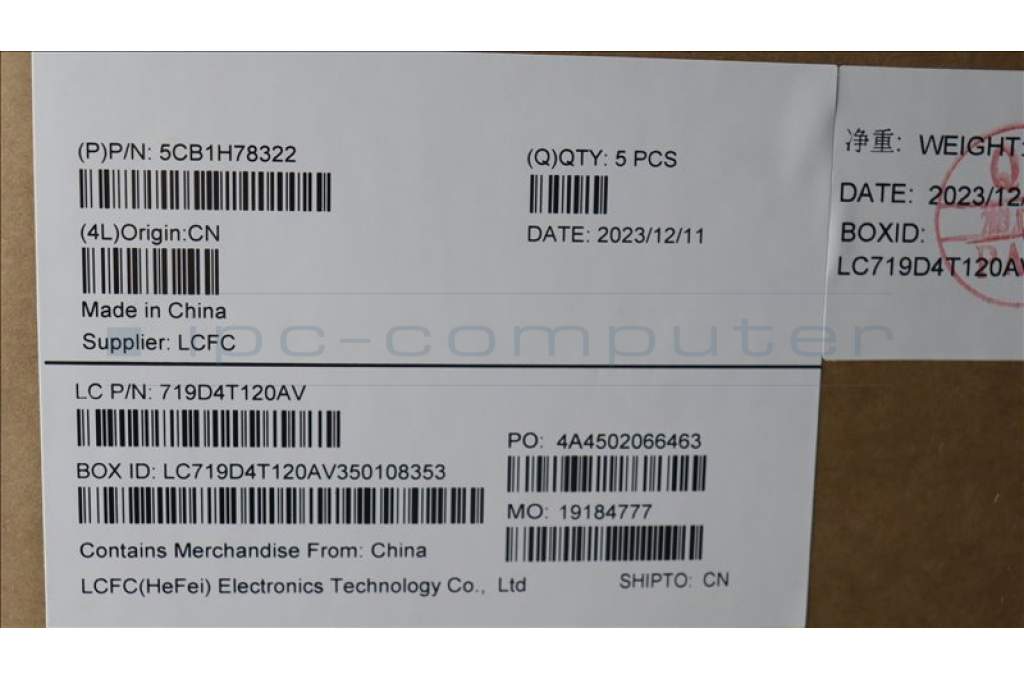 (P)P/N: 5CB1H78322
(Q)QTY: 5 PCS
(4L)Origin:CN
DATE: 2023/12/11
Made in China
Supplier: LCFC
ipc-computer
LC P/N: 719D4T120AV
PO: 4A4502066463
BOX ID: LC719D4T120AV350108353
MO: 19184777
Contains Merchandise From: China
LCFC(HeFei) Electronics Technology Co., Ltd
SHIPTO: CN
净重: WEIGHT:
DATE: 2023/12/
BOXID:
LC719D4T120AV